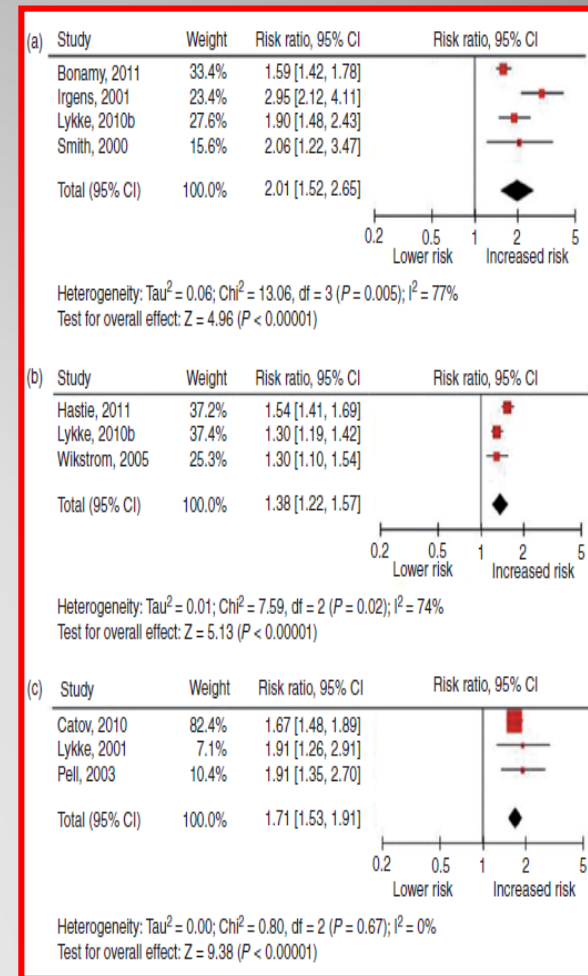 (a) Study Weight Risk ratio, 95% CI Risk ratio, 95% CI
Bonamy, 2011 33.4% 1.59 [1.42, 1.78]
Irgens, 2001 23.4% 2.95 [2.12, 4.11]
Lykke, 2010b 27.6% 1.90 [1.48, 2.43]
Smith, 2000 15.6% 2.06 [1.22, 3.47]
Total (95% CI) 100.0% 2.01 [1.52, 2.65]
0.2 0.5 1 2 5
Lower risk Increased risk
Heterogeneity: Tau² = 0.06; Chi² = 13.06, df = 3 (P = 0.005); I² = 77%
Test for overall effect: Z = 4.96 (P < 0.00001)
(b) Study Weight Risk ratio, 95% CI Risk ratio, 95% CI
Hastie, 2011 37.2% 1.54 [1.41, 1.69]
Lykke, 2010b 37.4% 1.30 [1.19, 1.42]
Wikstrom, 2005 25.3% 1.30 [1.10, 1.54]
Total (95% CI) 100.0% 1.38 [1.22, 1.57]
0.2 0.5 1 2 5
Lower risk Increased risk
Heterogeneity: Tau² = 0.01; Chi² = 7.59, df = 2 (P = 0.02); I² = 74%
Test for overall effect: Z = 5.13 (P < 0.00001)
(c) Study Weight Risk ratio, 95% CI Risk ratio, 95% CI
Catov, 2010 82.4% 1.67 [1.48, 1.89]
Lykke, 2001 7.1% 1.91 [1.26, 2.91]
Pell, 2003 10.4% 1.91 [1.35, 2.70]
Total (95% CI) 100.0% 1.71 [1.53, 1.91]
0.2 0.5 1 2 5
Lower risk Increased risk
Heterogeneity: Tau² = 0.00; Chi² = 0.80, df = 2 (P = 0.67); I² = 0%
Test for overall effect: Z = 9.38 (P < 0.00001)